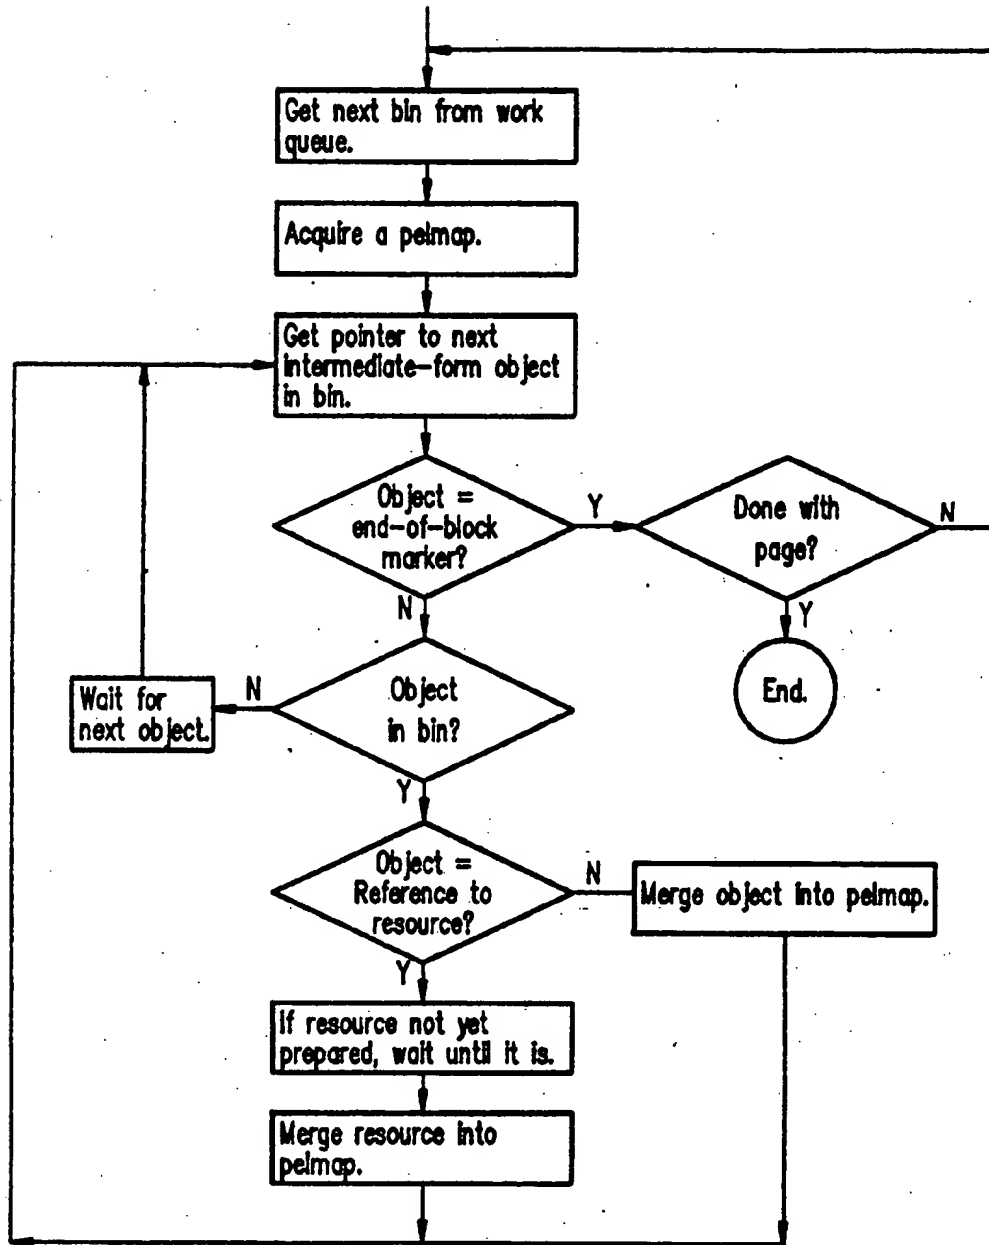 Get next bin from work
queue.
Acquire a pelmap.
Get pointer to next
intermediate-form object
in bin.
Object =
end-of-block
marker?
Y
Done with
page?
N
N
Y
End.
Object
in bin?
N
Wait for
next object.
Y
Object =
Reference to
resource?
N
Merge object into pelmap.
Y
If resource not yet
prepared, wait until it is.
Merge resource into
pelmap.